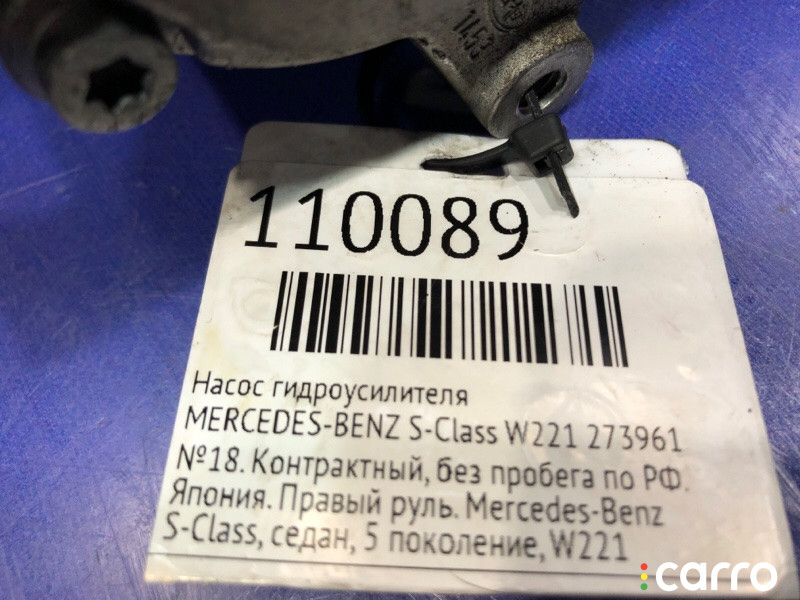 1453
110089
Насос гидроусилителя
MERCEDES-BENZ S-Class W221 273961
№18. Контрактный, без пробега по РФ.
Япония. Правый руль. Mercedes-Benz
S-Class, седан, 5 поколение, W221
carro